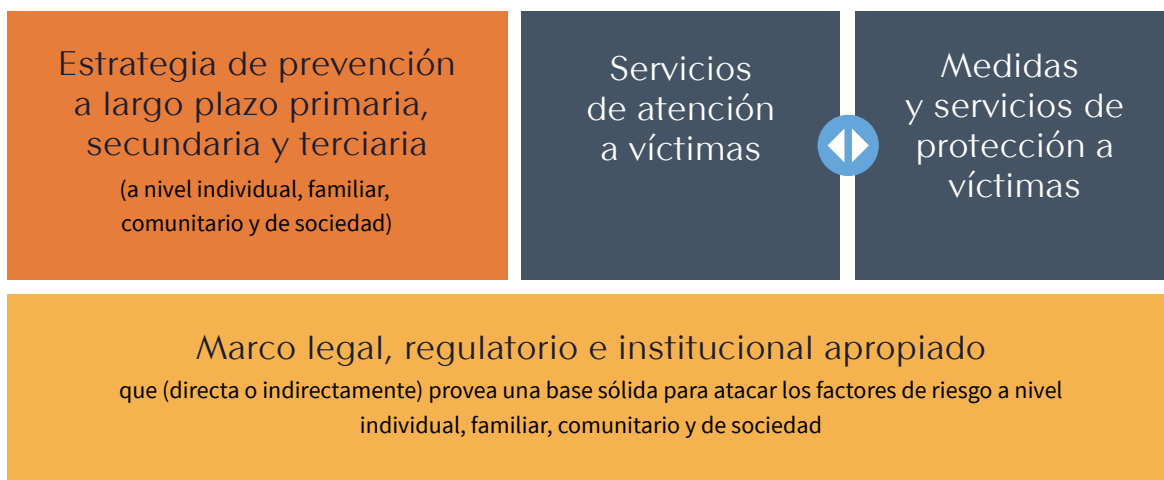 Estrategia de prevención
a largo plazo primaria,
secundaria y terciaria
(a nivel individual, familiar,
comunitario y de sociedad)
Servicios
de atención
a víctimas
Medidas
y servicios de
protección a
víctimas
Marco legal, regulatorio e institucional apropiado
que (directa o indirectamente) provea una base sólida para atacar los factores de riesgo a nivel
individual, familiar, comunitario y de sociedad